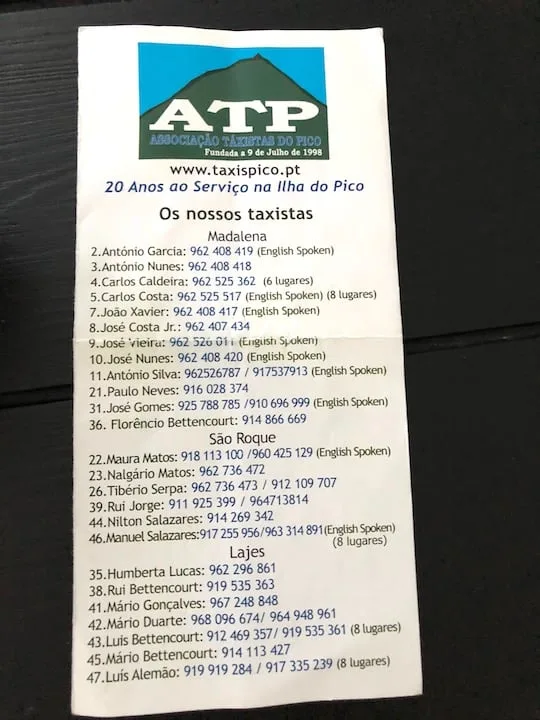 ATP
ASSOCIAÇÃO TÁXISTAS DO PICO
Fundada a 9 de Julho de 1998
www.taxispico.pt
20 Anos ao Serviço na Ilha do Pico
Os nossos taxistas
Madalena
2.António Garcia: 962 408 419 (English Spoken)
3.António Nunes: 962 408 418
4.Carlos Caldeira: 962 525 362 (6 lugares)
5.Carlos Costa: 962 525 517 (English Spoken) (8 lugares)
7.João Xavier: 962 408 417 (English Spoken)
8.José Costa Jr.: 962 407 434
9.José Vieira: 962 526 011 (English Spoken)
10.José Nunes: 962 408 420 (English Spoken)
11.António Silva: 962526787 / 917537913 (English Spoken)
21.Paulo Neves: 916 028 374
31.José Gomes: 925 788 785 /910 696 999 (English Spoken)
36. Florêncio Bettencourt: 914 866 669
São Roque
22.Maura Matos: 918 113 100 /960 425 129 (English Spoken)
23.Nalgário Matos: 962 736 472
26.Tibério Serpa: 962 736 473 / 912 109 707
39.Rui Jorge: 911 925 399 / 964713814
44.Nilton Salazares: 914 269 342
46.Manuel Salazares:917 255 956/963 314 891(English Spoken)
(8 lugares)
Lajes
35.Humberta Lucas: 962 296 861
38.Rui Bettencourt: 919 535 363
41.Mário Gonçalves: 967 248 848
42.Mário Duarte: 968 096 674/ 964 948 961
43.Luis Bettencourt: 912 469 357/ 919 535 361 (8 lugares)
45.Mário Bettencourt: 914 113 427
47.Luís Alemão: 919 919 284 / 917 335 239 (8 lugares)